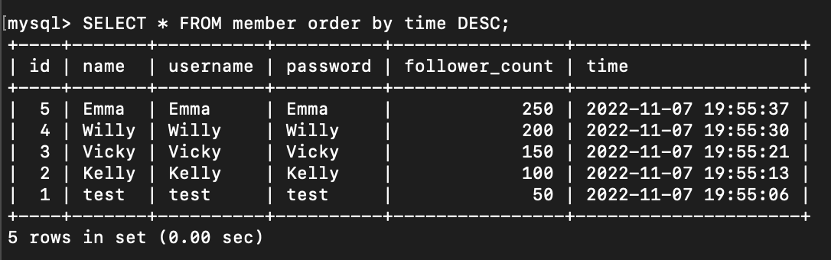 [mysql> SELECT * FROM member order by time DESC;
+----+-------+----------+----------+----------------+---------------------+
| id | name  | username | password | follower_count | time                |
+----+-------+----------+----------+----------------+---------------------+
|  5 | Emma  | Emma     | Emma     |            250 | 2022-11-07 19:55:37 |
|  4 | Willy | Willy    | Willy    |            200 | 2022-11-07 19:55:30 |
|  3 | Vicky | Vicky    | Vicky    |            150 | 2022-11-07 19:55:21 |
|  2 | Kelly | Kelly    | Kelly    |            100 | 2022-11-07 19:55:13 |
|  1 | test  | test     | test     |             50 | 2022-11-07 19:55:06 |
+----+-------+----------+----------+----------------+---------------------+
5 rows in set (0.00 sec)